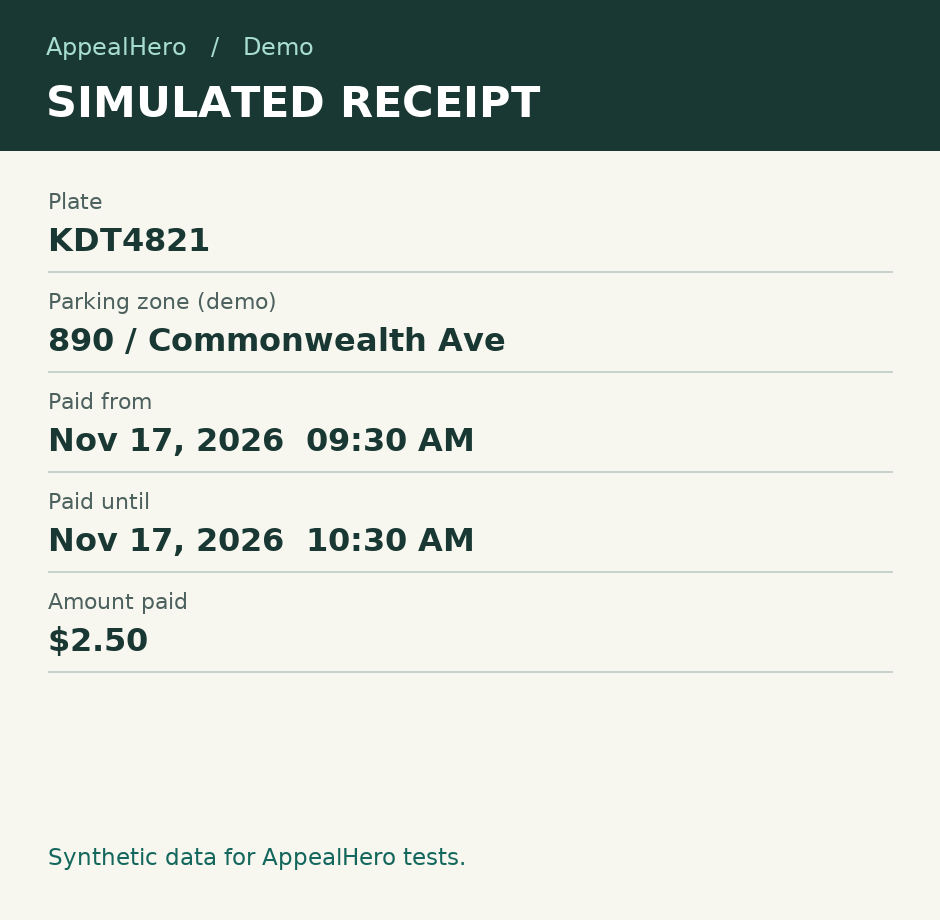 AppealHero / Demo
SIMULATED RECEIPT
Plate
KDT4821
Parking zone (demo)
890 / Commonwealth Ave
Paid from
Nov 17, 2026 09:30 AM
Paid until
Nov 17, 2026 10:30 AM
Amount paid
$2.50
Synthetic data for AppealHero tests.